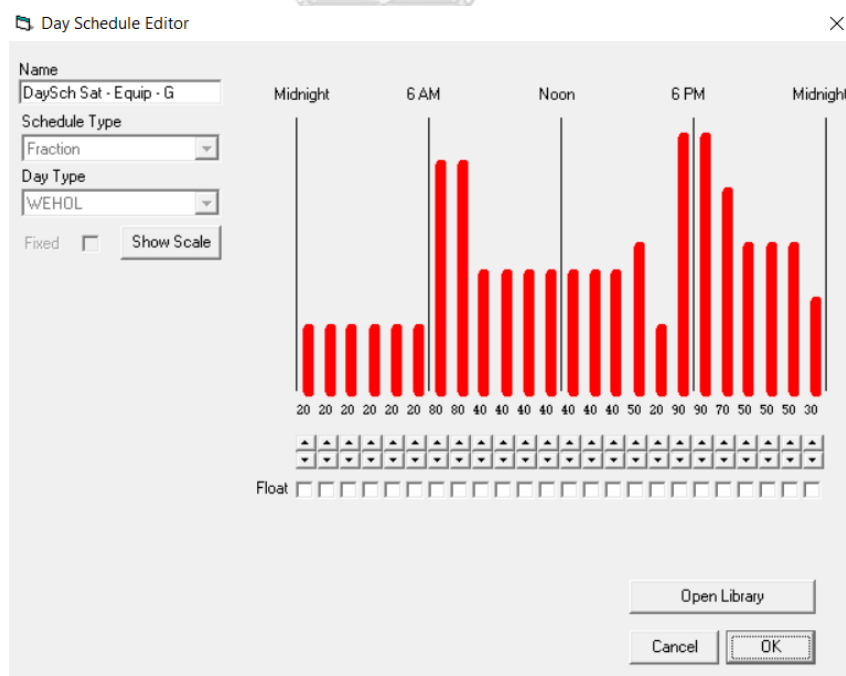 Day Schedule Editor
Name
DaySch Sat - Equip - G
Schedule Type
Fraction
Day Type
WEHOL
Fixed
Show Scale
Midnight 6 AM Noon 6 PM Midnight
20 20 20 20 20 20 80 80 40 40 40 40 40 40 40 50 20 90 90 70 50 50 50 30
Float
Open Library
Cancel OK